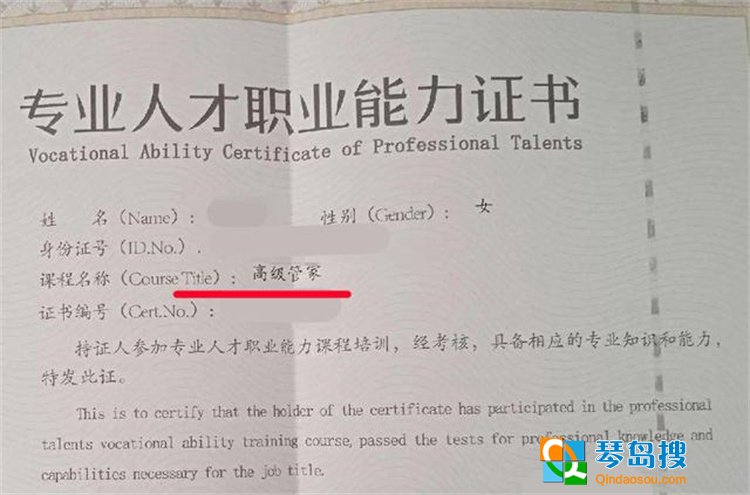 专业人才职业能力证书
Vocational Ability Certificate of Professional Talents
姓 名（Name）： 性别（Gender）： 女
身份证号（ID.No.）.
课程名称（Course Title）： 高级管家
证书编号（Cert.No.）：
持证人参加专业人才职业能力课程培训，经考核，具备相应的专业知识和能力，
特发此证。
This is to certify that the holder of the certificate has participated in the professional
talents vocational ability training course, passed the tests for professional knowledge and
capabilities necessary for the job title.
琴岛搜
Qindaosou.com